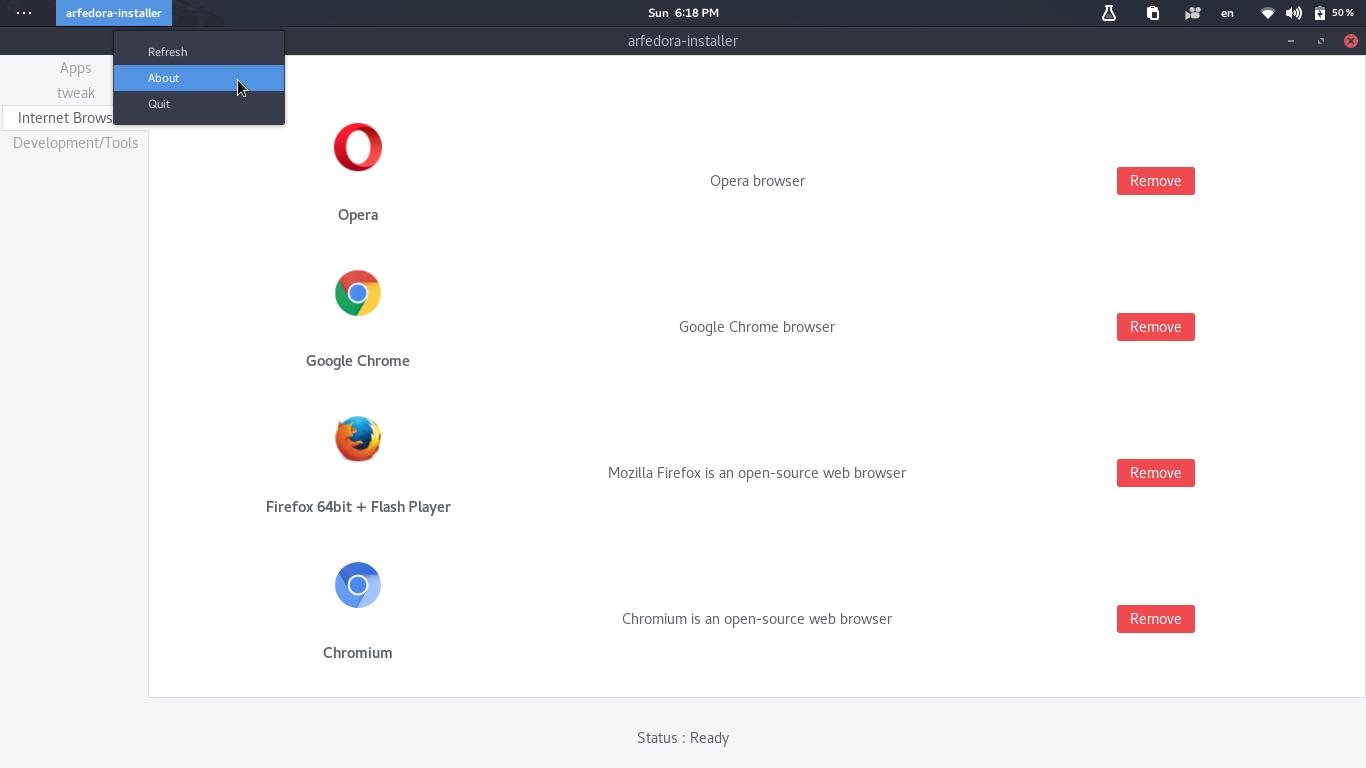 arfedora-installer
Sun 6:18 PM
en
50 %
arfedora-installer
Refresh
About
Quit
Apps
tweak
Internet Brows
Development/Tools
Opera
Opera browser
Remove
Google Chrome
Google Chrome browser
Remove
Firefox 64bit + Flash Player
Mozilla Firefox is an open-source web browser
Remove
Chromium
Chromium is an open-source web browser
Remove
Status : Ready